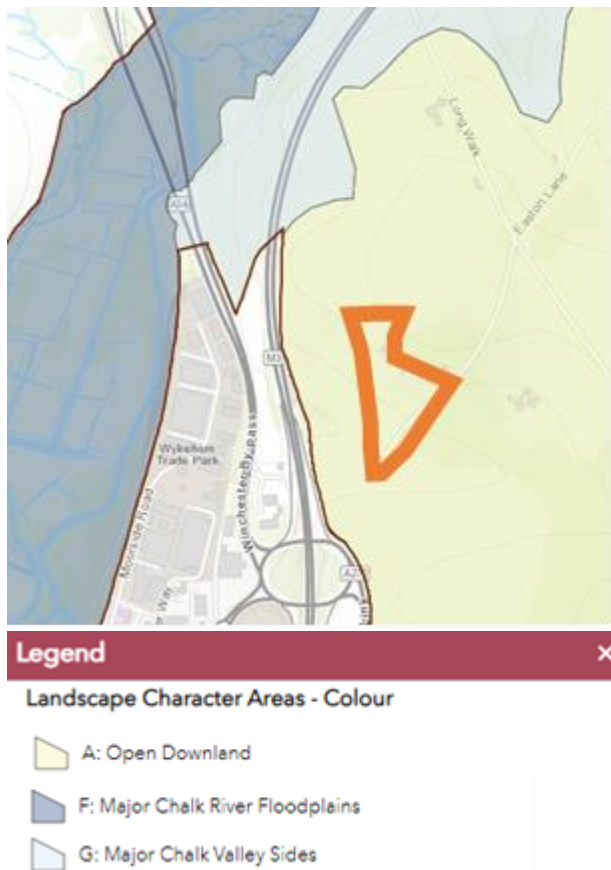 Long Walk
Easton Lane
A34
M3
Wykeham
Trade Park
Winchester By-Pass
Moorside Road
Legend
×
Landscape Character Areas - Colour
A: Open Downland
F: Major Chalk River Floodplains
G: Major Chalk Valley Sides